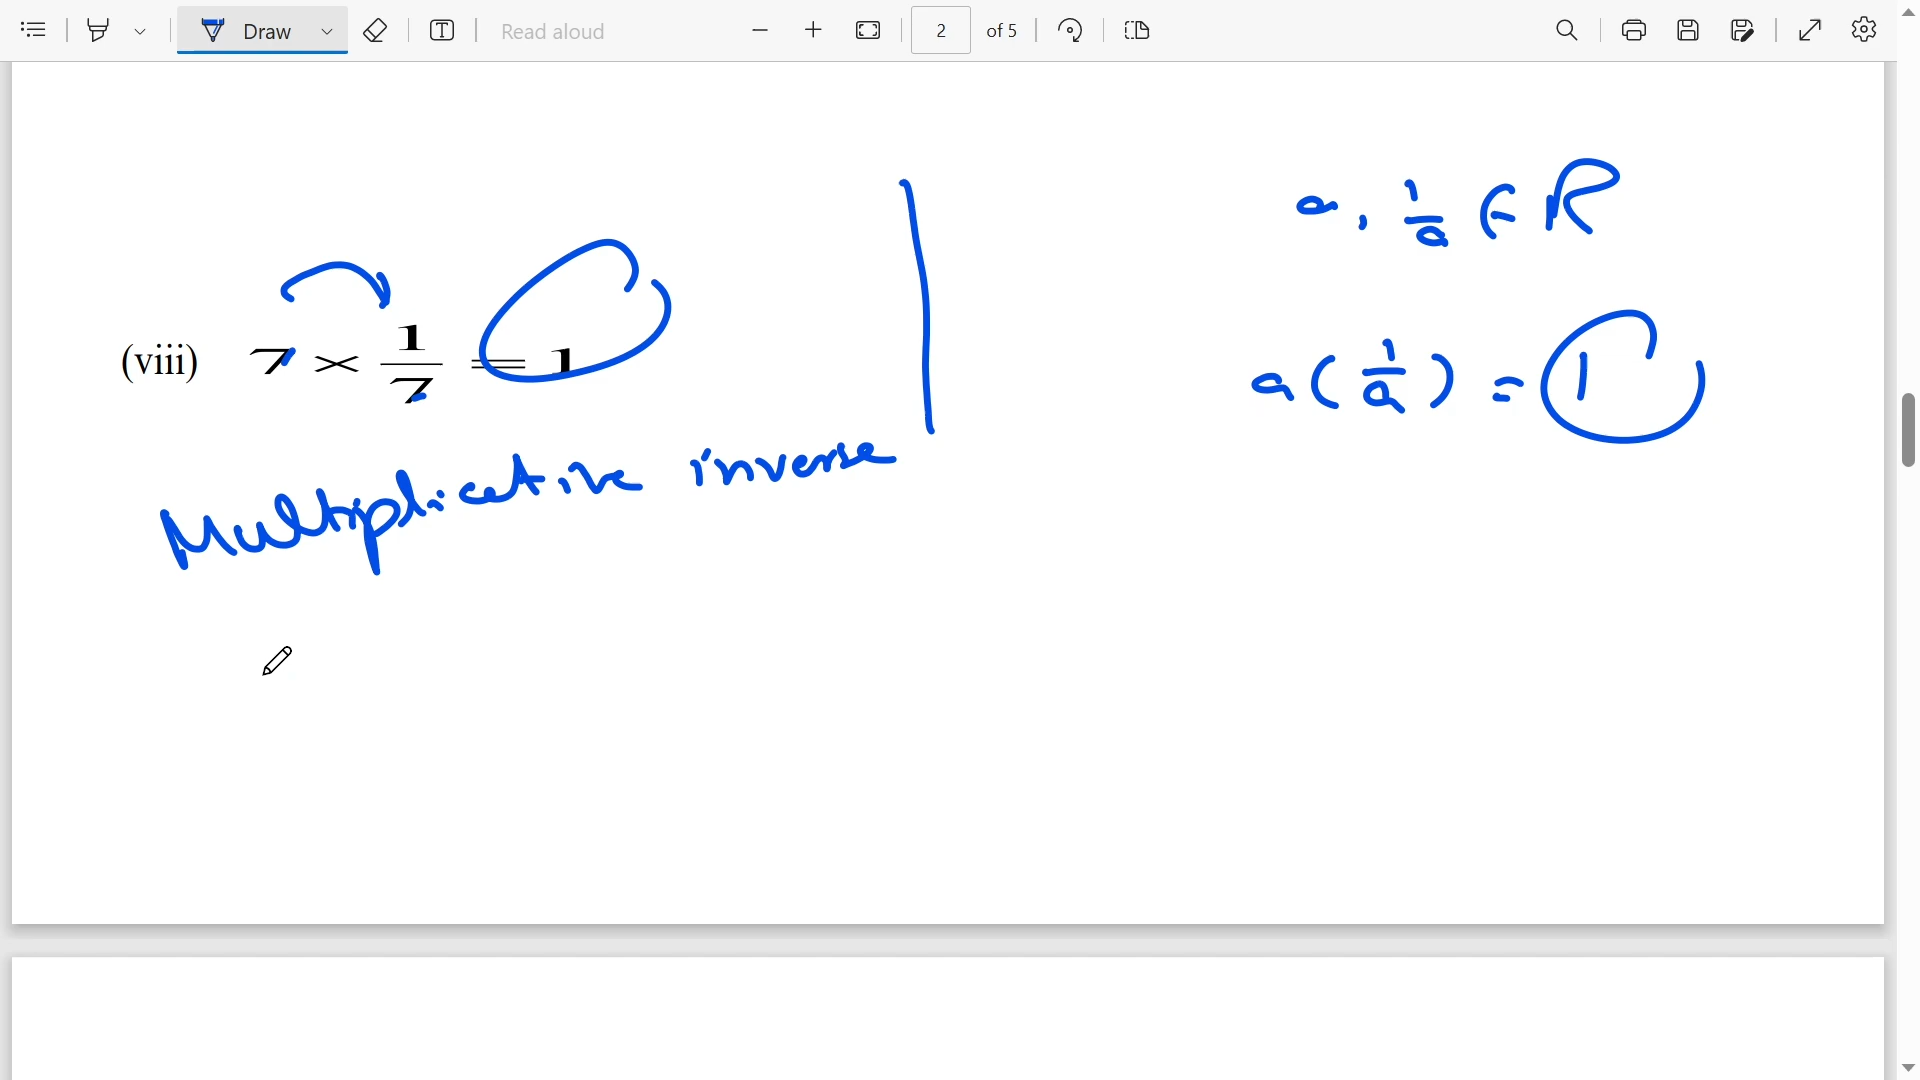 Draw
Read aloud
2 of 5
a, 1/a ∈ R
(viii) 7 × 1/7 = 1
a(1/a) = 1
Multiplicative inverse